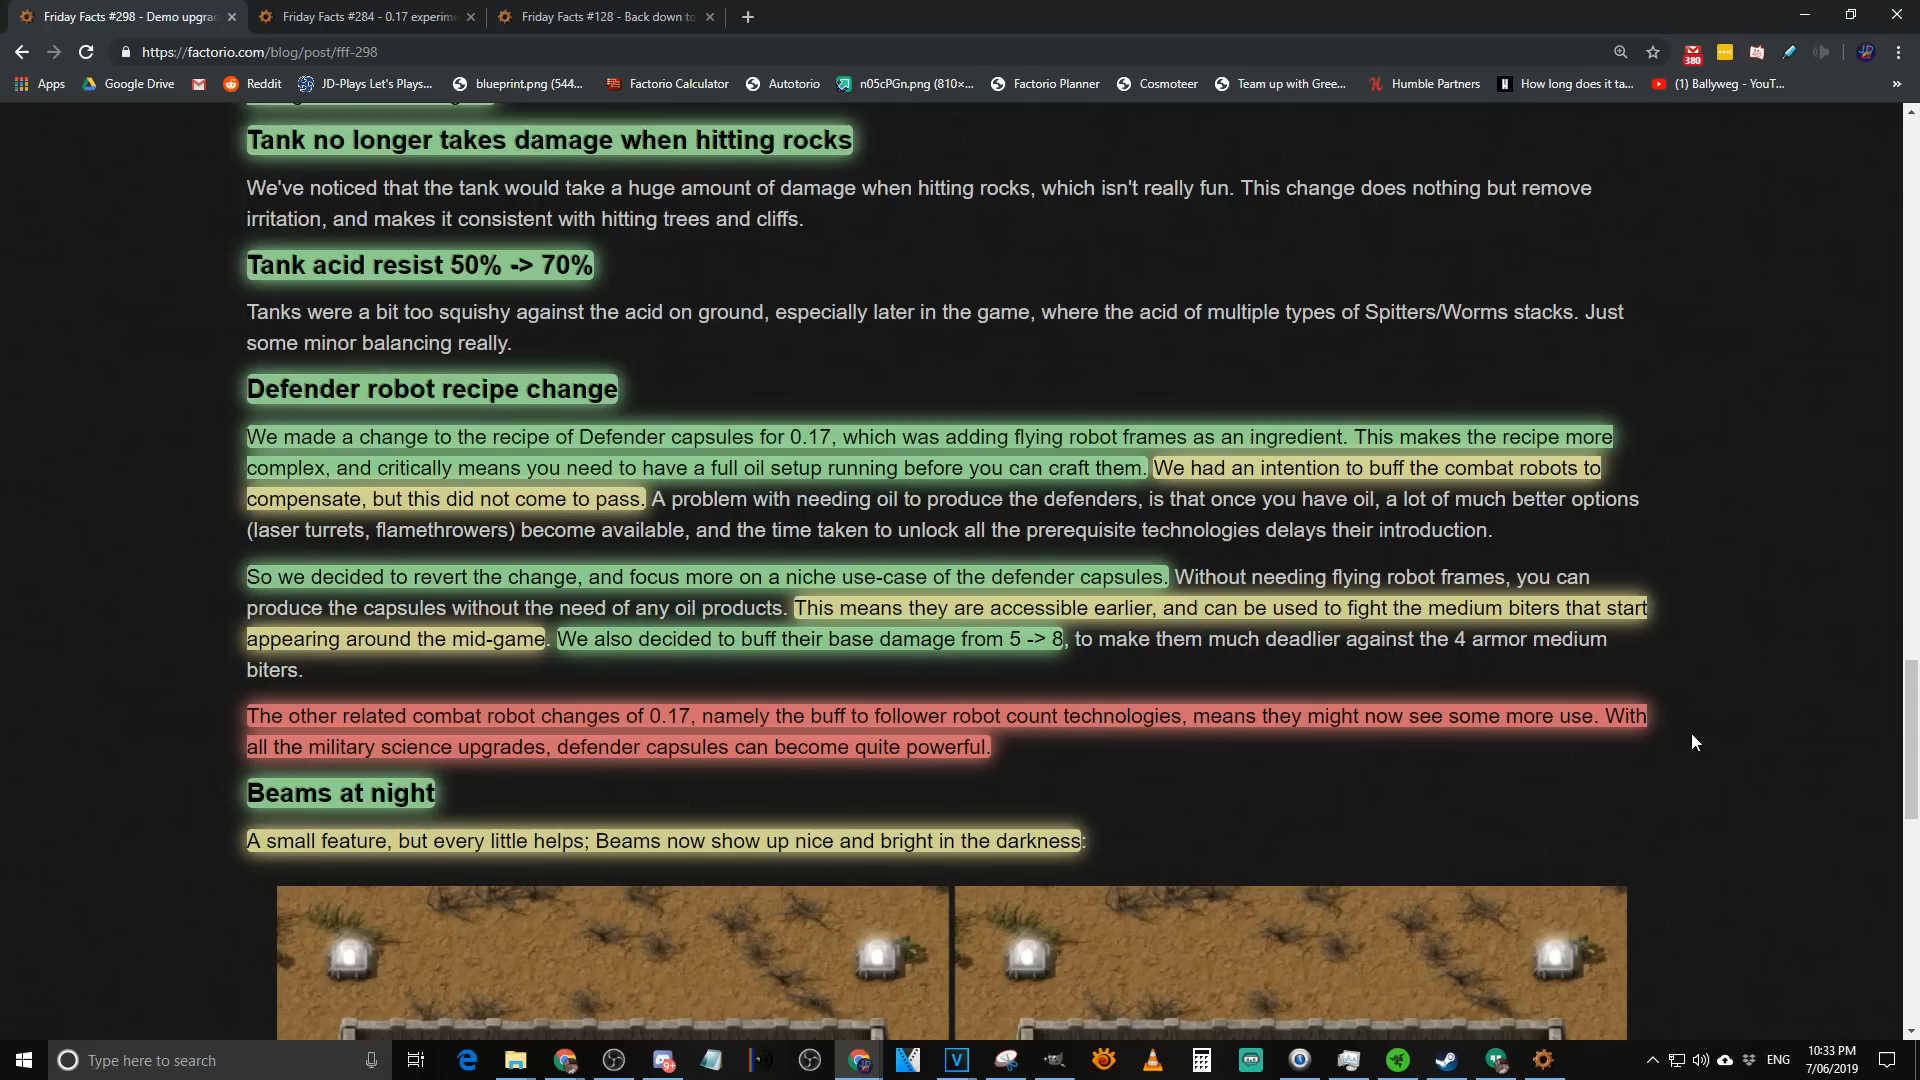 Friday Facts #298 - Demo upgrad
Friday Facts #284 - 0.17 experim
Friday Facts #128 - Back down to
https://factorio.com/blog/post/fff-298
380
Apps
Google Drive
Reddit
JD-Plays Let's Plays...
blueprint.png (544...
Factorio Calculator
Autotorio
n05cPGn.png (810×...
Factorio Planner
Cosmoteer
Team up with Gree...
Humble Partners
How long does it ta...
(1) Ballyweg - YouT...
»
Tank no longer takes damage when hitting rocks
We've noticed that the tank would take a huge amount of damage when hitting rocks, which isn't really fun. This change does nothing but remove
irritation, and makes it consistent with hitting trees and cliffs.
Tank acid resist 50% -> 70%
Tanks were a bit too squishy against the acid on ground, especially later in the game, where the acid of multiple types of Spitters/Worms stacks. Just
some minor balancing really.
Defender robot recipe change
We made a change to the recipe of Defender capsules for 0.17, which was adding flying robot frames as an ingredient. This makes the recipe more
complex, and critically means you need to have a full oil setup running before you can craft them. We had an intention to buff the combat robots to
compensate, but this did not come to pass. A problem with needing oil to produce the defenders, is that once you have oil, a lot of much better options
(laser turrets, flamethrowers) become available, and the time taken to unlock all the prerequisite technologies delays their introduction.
So we decided to revert the change, and focus more on a niche use-case of the defender capsules. Without needing flying robot frames, you can
produce the capsules without the need of any oil products. This means they are accessible earlier, and can be used to fight the medium biters that start
appearing around the mid-game. We also decided to buff their base damage from 5 -> 8, to make them much deadlier against the 4 armor medium
biters.
The other related combat robot changes of 0.17, namely the buff to follower robot count technologies, means they might now see some more use. With
all the military science upgrades, defender capsules can become quite powerful.
Beams at night
A small feature, but every little helps; Beams now show up nice and bright in the darkness:
Type here to search
ENG
10:33 PM
7/06/2019